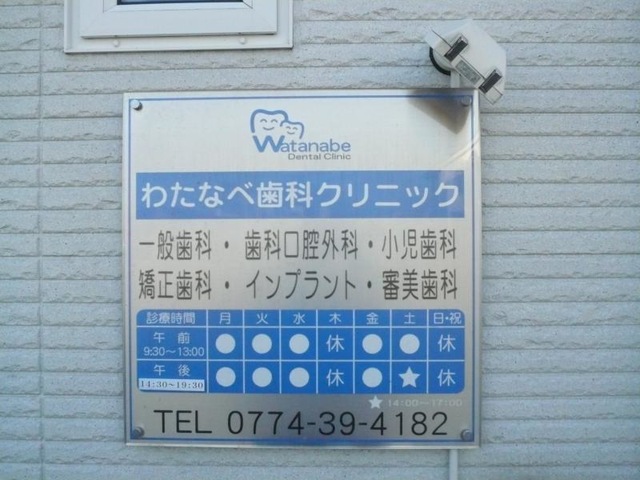 Watanabe
Dental Clinic
わたなべ歯科クリニック
一般歯科・歯科口腔外科・小児歯科
矯正歯科・インプラント・審美歯科
診療時間 月 火 水 木 金 土 日・祝
午前 9:30～13:00 ● ● ● 休 ● ● 休
午後 14:30～19:30 ● ● ● 休 ● ★ 休
★ 14:00～17:00
TEL 0774-39-4182